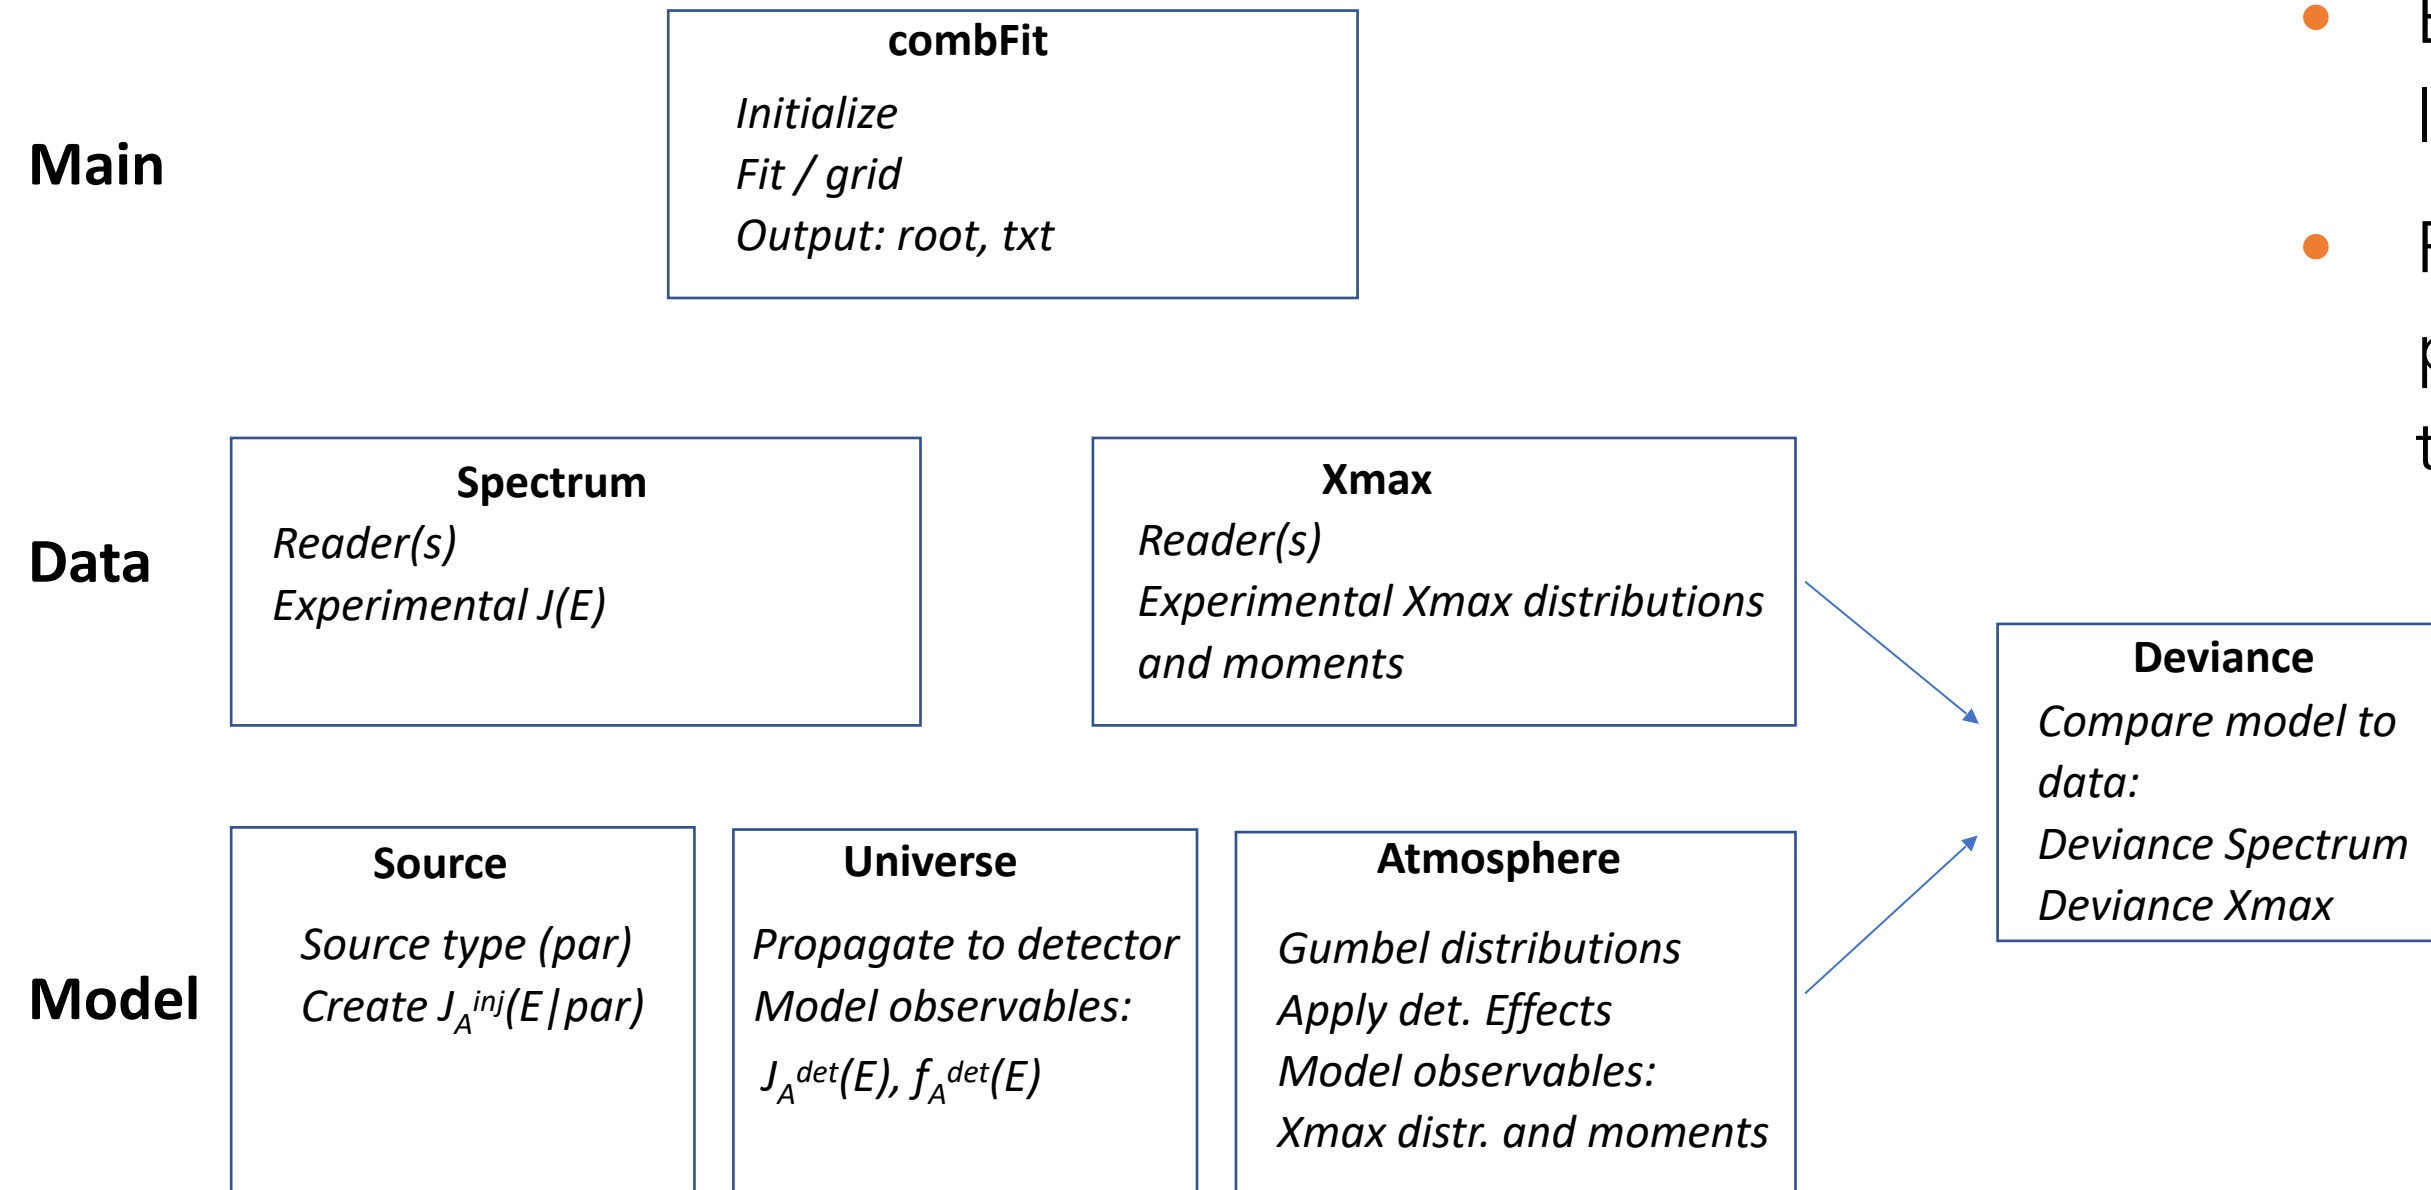 combFit
Initialize
Fit / grid
Output: root, txt
Main
Spectrum
Reader(s)
Experimental J(E)
Xmax
Reader(s)
Experimental Xmax distributions
and moments
Data
Deviance
Compare model to
data:
Deviance Spectrum
Deviance Xmax
Source
Source type (par)
Create J_A^inj(E|par)
Universe
Propagate to detector
Model observables:
J_A^det(E), f_A^det(E)
Atmosphere
Gumbel distributions
Apply det. Effects
Model observables:
Xmax distr. and moments
Model